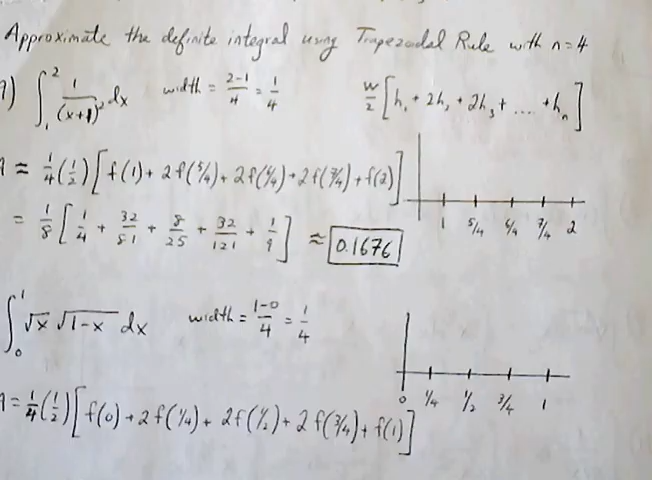 Approximate the definite integral using Trapezoidal Rule with n=4
9) ∫₁² 1/(x+1)² dx width = 2-1/4 = 1/4 w/2 [h₁ + 2h₂ + 2h₃ + .... + hₙ]
A ≈ 1/4 (1/2) [f(1) + 2f(5/4) + 2f(6/4) + 2f(7/4) + f(2)]
1 5/4 6/4 7/4 2
= 1/8 [1/4 + 32/81 + 8/25 + 32/121 + 1/9] ≈ 0.1676
∫₀¹ √x √1-x dx width = 1-0/4 = 1/4
0 1/4 1/2 3/4 1
A = 1/4 (1/2) [f(0) + 2f(1/4) + 2f(1/2) + 2f(3/4) + f(1)]